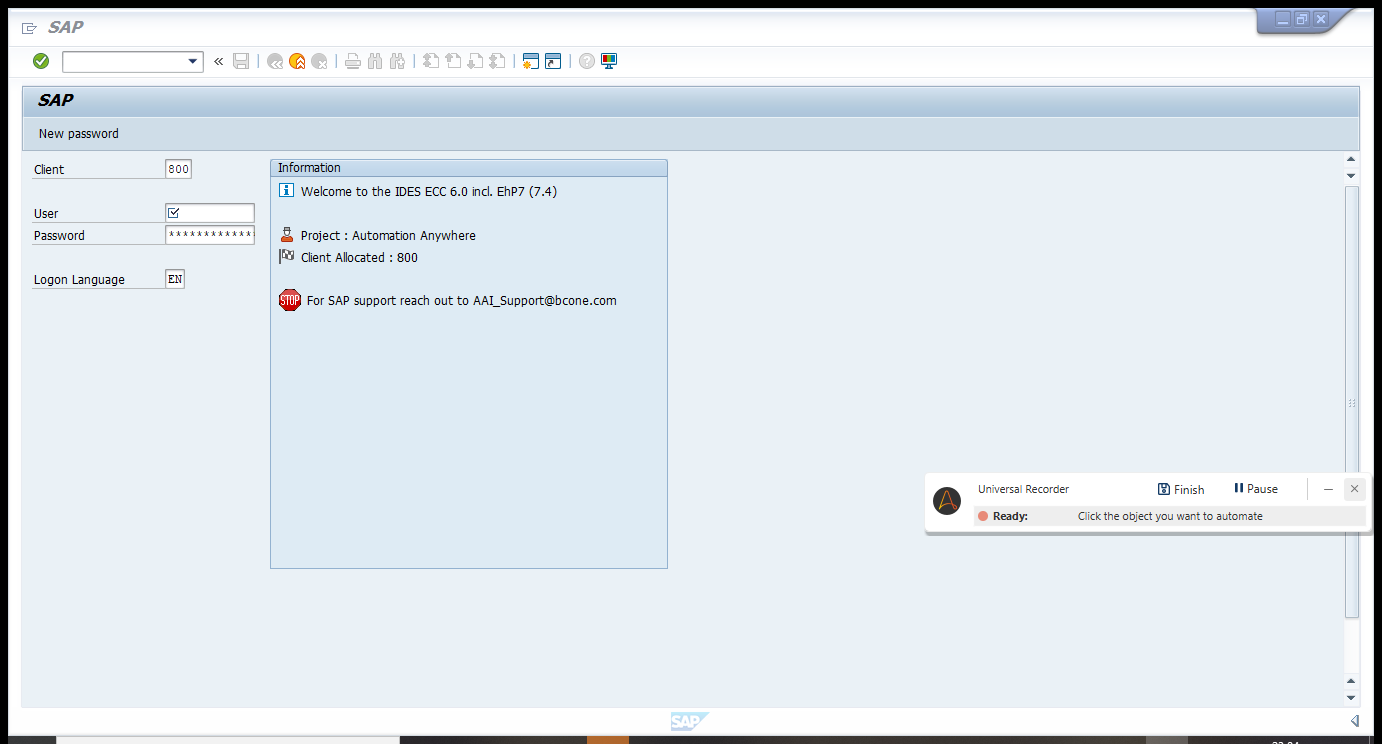 SAP
SAP
New password
Client 800
User
Password *************
Logon Language EN
Information
Welcome to the IDES ECC 6.0 incl. EhP7 (7.4)
Project : Automation Anywhere
Client Allocated : 800
STOP For SAP support reach out to AAI_Support@bcone.com
Universal Recorder Finish Pause
Ready: Click the object you want to automate
SAP